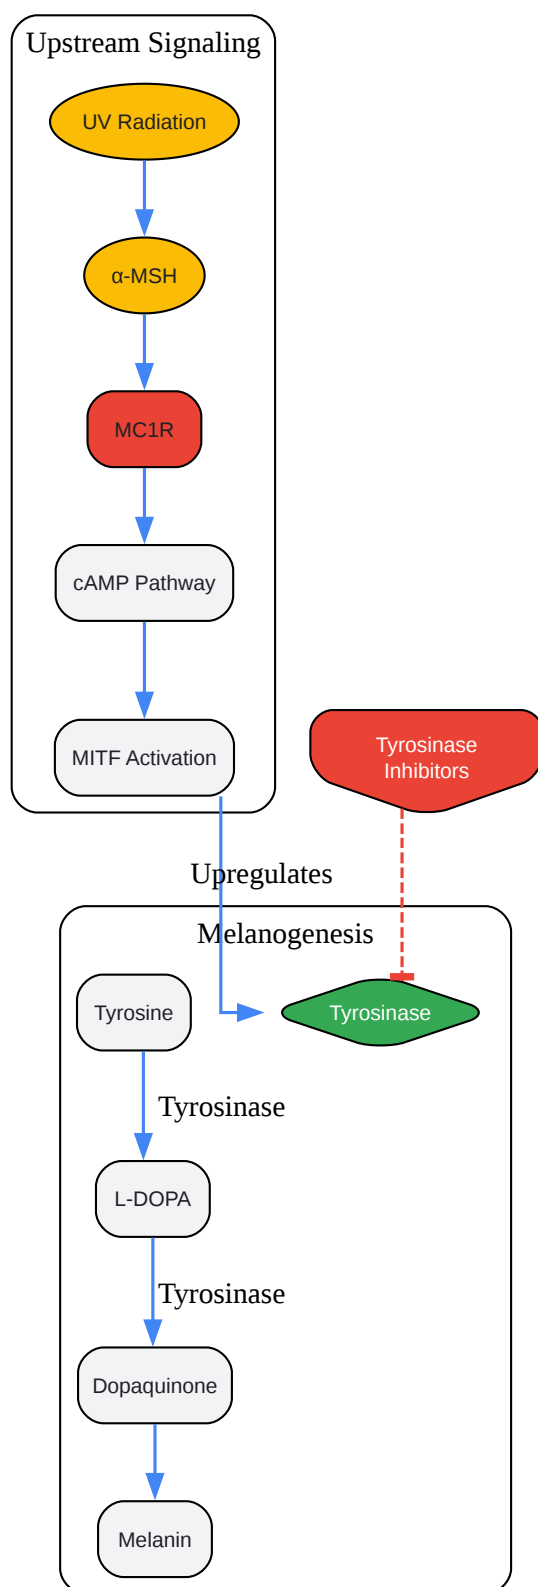 Upstream Signaling
UV Radiation
α-MSH
MC1R
cAMP Pathway
MITF Activation
Tyrosinase
Inhibitors
Upregulates
Melanogenesis
Tyrosine
Tyrosinase
Tyrosinase
L-DOPA
Tyrosinase
Dopaquinone
Melanin